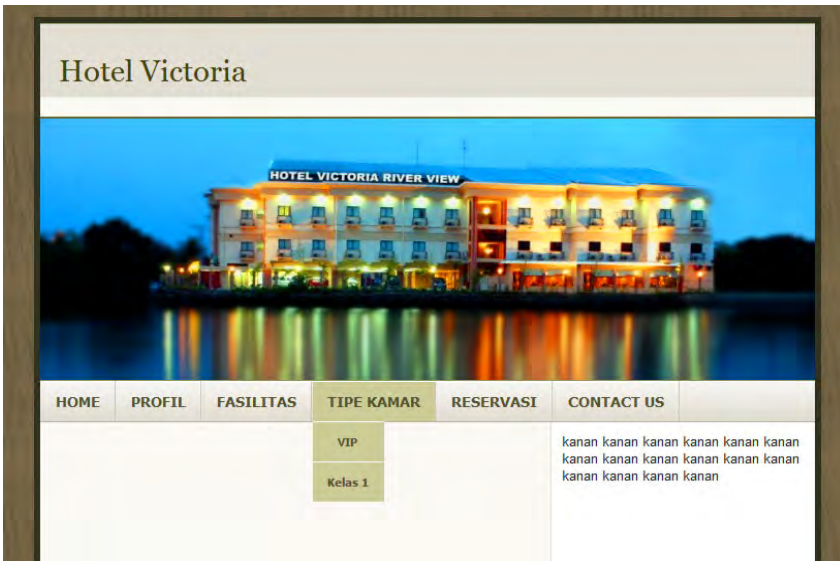 Hotel Victoria
HOTEL VICTORIA RIVER VIEW
HOME PROFIL FASILITAS TIPE KAMAR RESERVASI CONTACT US
VIP
Kelas 1
kanan kanan kanan kanan kanan kanan
kanan kanan kanan kanan kanan kanan
kanan kanan kanan kanan